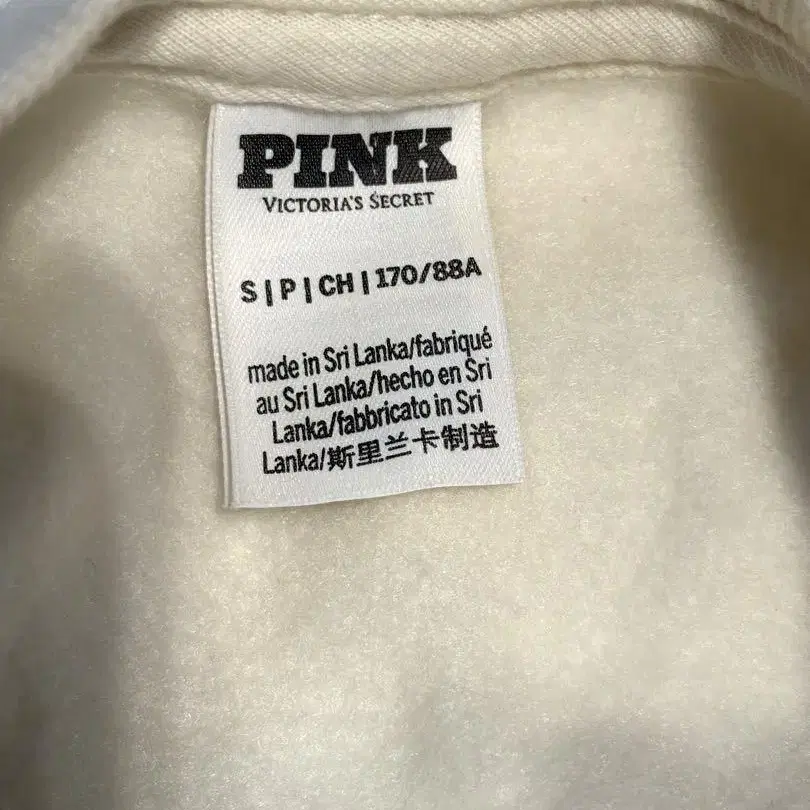 PINK
VICTORIA'S SECRET
S | P | CH | 170/88A
made in Sri Lanka/fabriqué
au Sri Lanka/hecho en Sri
Lanka/fabbricato in Sri
Lanka/斯里兰卡制造